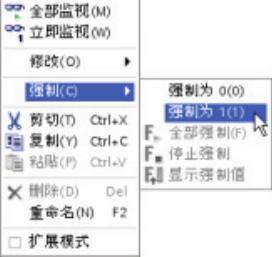 全部监视(M)
立即监视(W)
修改(O)
强制(C)
剪切(T) Ctrl+X
复制(Y) Ctrl+C
粘贴(P) Ctrl+V
删除(D) Del
重命名(N) F2
扩展模式
强制为 0(0)
强制为 1(1)
全部强制(F)
停止强制
显示强制值